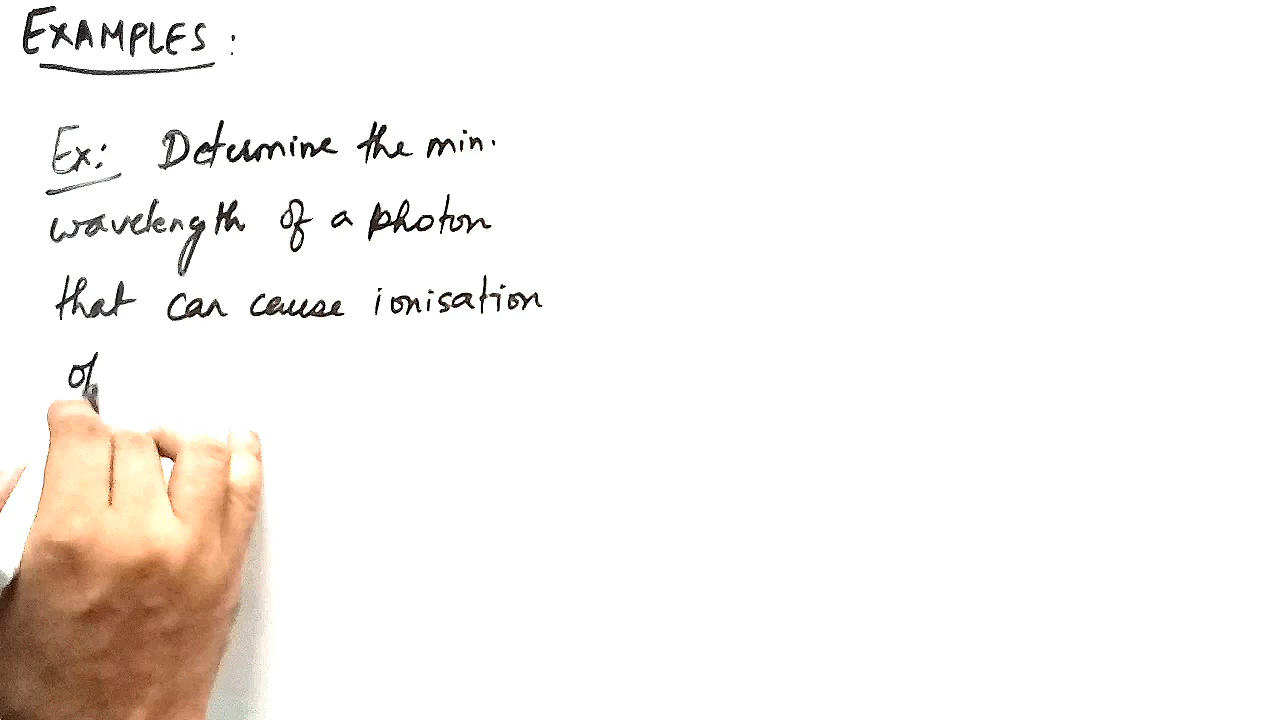 EXAMPLES:
Ex: Determine the min.
wavelength of a photon
that can cause ionisation
of